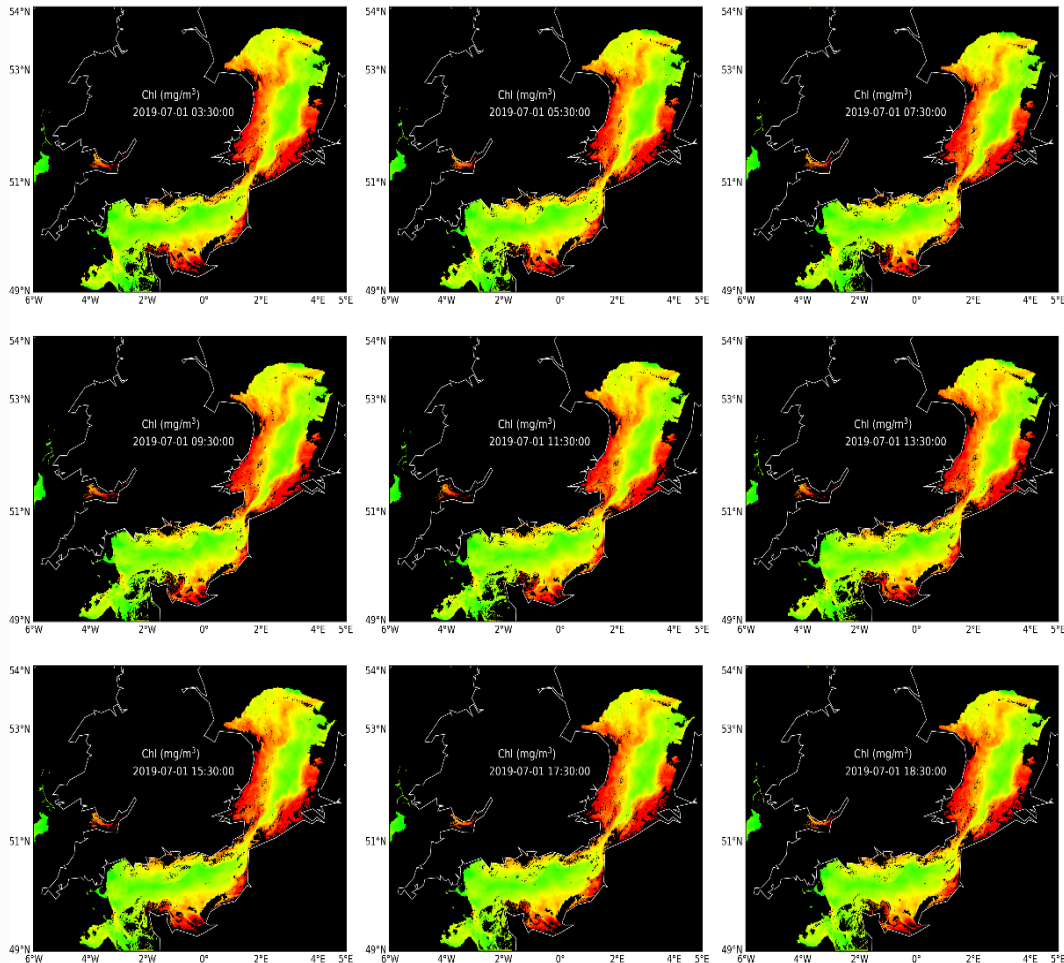 54°N
53°N
Chl (mg/m³)
2019-07-01 03:30:00
51°N
49°N
6°W 4°W 2°W 0° 2°E 4°E 5°E
54°N
53°N
Chl (mg/m³)
2019-07-01 05:30:00
51°N
49°N
6°W 4°W 2°W 0° 2°E 4°E 5°E
54°N
53°N
Chl (mg/m³)
2019-07-01 07:30:00
51°N
49°N
6°W 4°W 2°W 0° 2°E 4°E 5°E
54°N
53°N
Chl (mg/m³)
2019-07-01 09:30:00
51°N
49°N
6°W 4°W 2°W 0° 2°E 4°E 5°E
54°N
53°N
Chl (mg/m³)
2019-07-01 11:30:00
51°N
49°N
6°W 4°W 2°W 0° 2°E 4°E 5°E
54°N
53°N
Chl (mg/m³)
2019-07-01 13:30:00
51°N
49°N
6°W 4°W 2°W 0° 2°E 4°E 5°E
54°N
53°N
Chl (mg/m³)
2019-07-01 15:30:00
51°N
49°N
6°W 4°W 2°W 0° 2°E 4°E 5°E
54°N
53°N
Chl (mg/m³)
2019-07-01 17:30:00
51°N
49°N
6°W 4°W 2°W 0° 2°E 4°E 5°E
54°N
53°N
Chl (mg/m³)
2019-07-01 18:30:00
51°N
49°N
6°W 4°W 2°W 0° 2°E 4°E 5°E